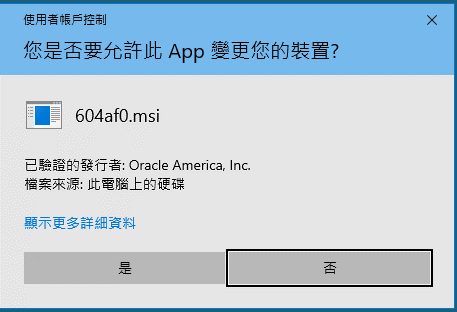 使用者帳戶控制
您是否要允許此 App 變更您的裝置?
604af0.msi
已驗證的發行者: Oracle America, Inc.
檔案來源: 此電腦上的硬碟
顯示更多詳細資料
是
否